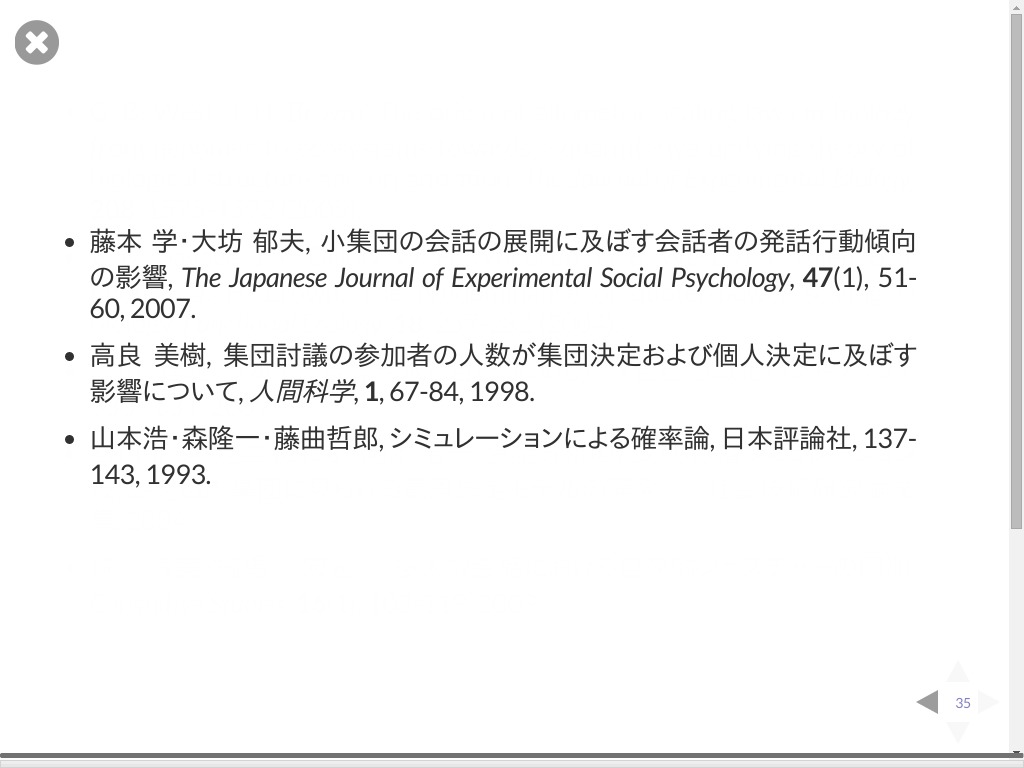 藤本 学・大坊 郁夫, 小集団の会話の展開に及ぼす会話者の発話行動傾向
の影響, The Japanese Journal of Experimental Social Psychology, 47(1), 51-
60, 2007.
高良 美樹, 集団討議の参加者の人数が集団決定および個人決定に及ぼす
影響について, 人間科学, 1, 67-84, 1998.
山本浩・森隆一・藤曲哲郎, シミュレーションによる確率論, 日本評論社, 137-
143, 1993.
35